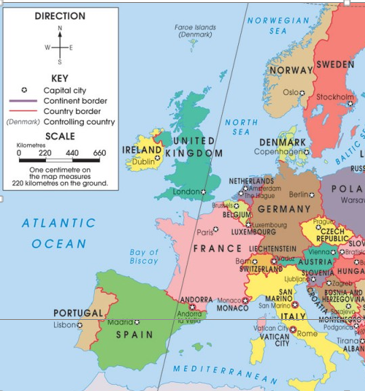 DIRECTION
N
W
E
S
KEY
Capital city
Continent border
Country border
(Denmark) Controlling country
SCALE
Kilometres
0 220 440 660
One centimetre on
the map measures
220 kilometres on the ground.
Faroe Islands
(Denmark)
NORWEGIAN
SEA
NORWAY
SWEDEN
Oslo
Stockholm
NORTH
SEA
DENMARK
Copenhagen
BALTIC SE
IRELAND
Dublin
UNITED
KINGDOM
London
NETHERLANDS
Amsterdam
The Hague
Berlin
POLA
Warsaw
RUSS
Brussels
BELGIUM
GERMANY
Luxembourg
LUXEMBOURG
Prague
CZECH
REPUBLIC
SLOV
ATLANTIC
OCEAN
Paris
FRANCE
Bay of
Biscay
LIECHTENSTEIN
Bern
Vaduz
SWITZERLAND
Vienna
AUSTRIA
HUNGA
SLOVENIA
Ljubljana
Zagreb
CROATIA
BOSNIA AND
HERZEGOVINA
SAN
MARINO
San Marino
Monaco
MONACO
ANDORRA
Andorra
la Vella
PORTUGAL
Lisbon
Madrid
SPAIN
ITALY
Vatican City
VATICAN
CITY
Rome
MONTENEGRO
Podgorica
Tirana
ALBAN
MEDITERRANEAN